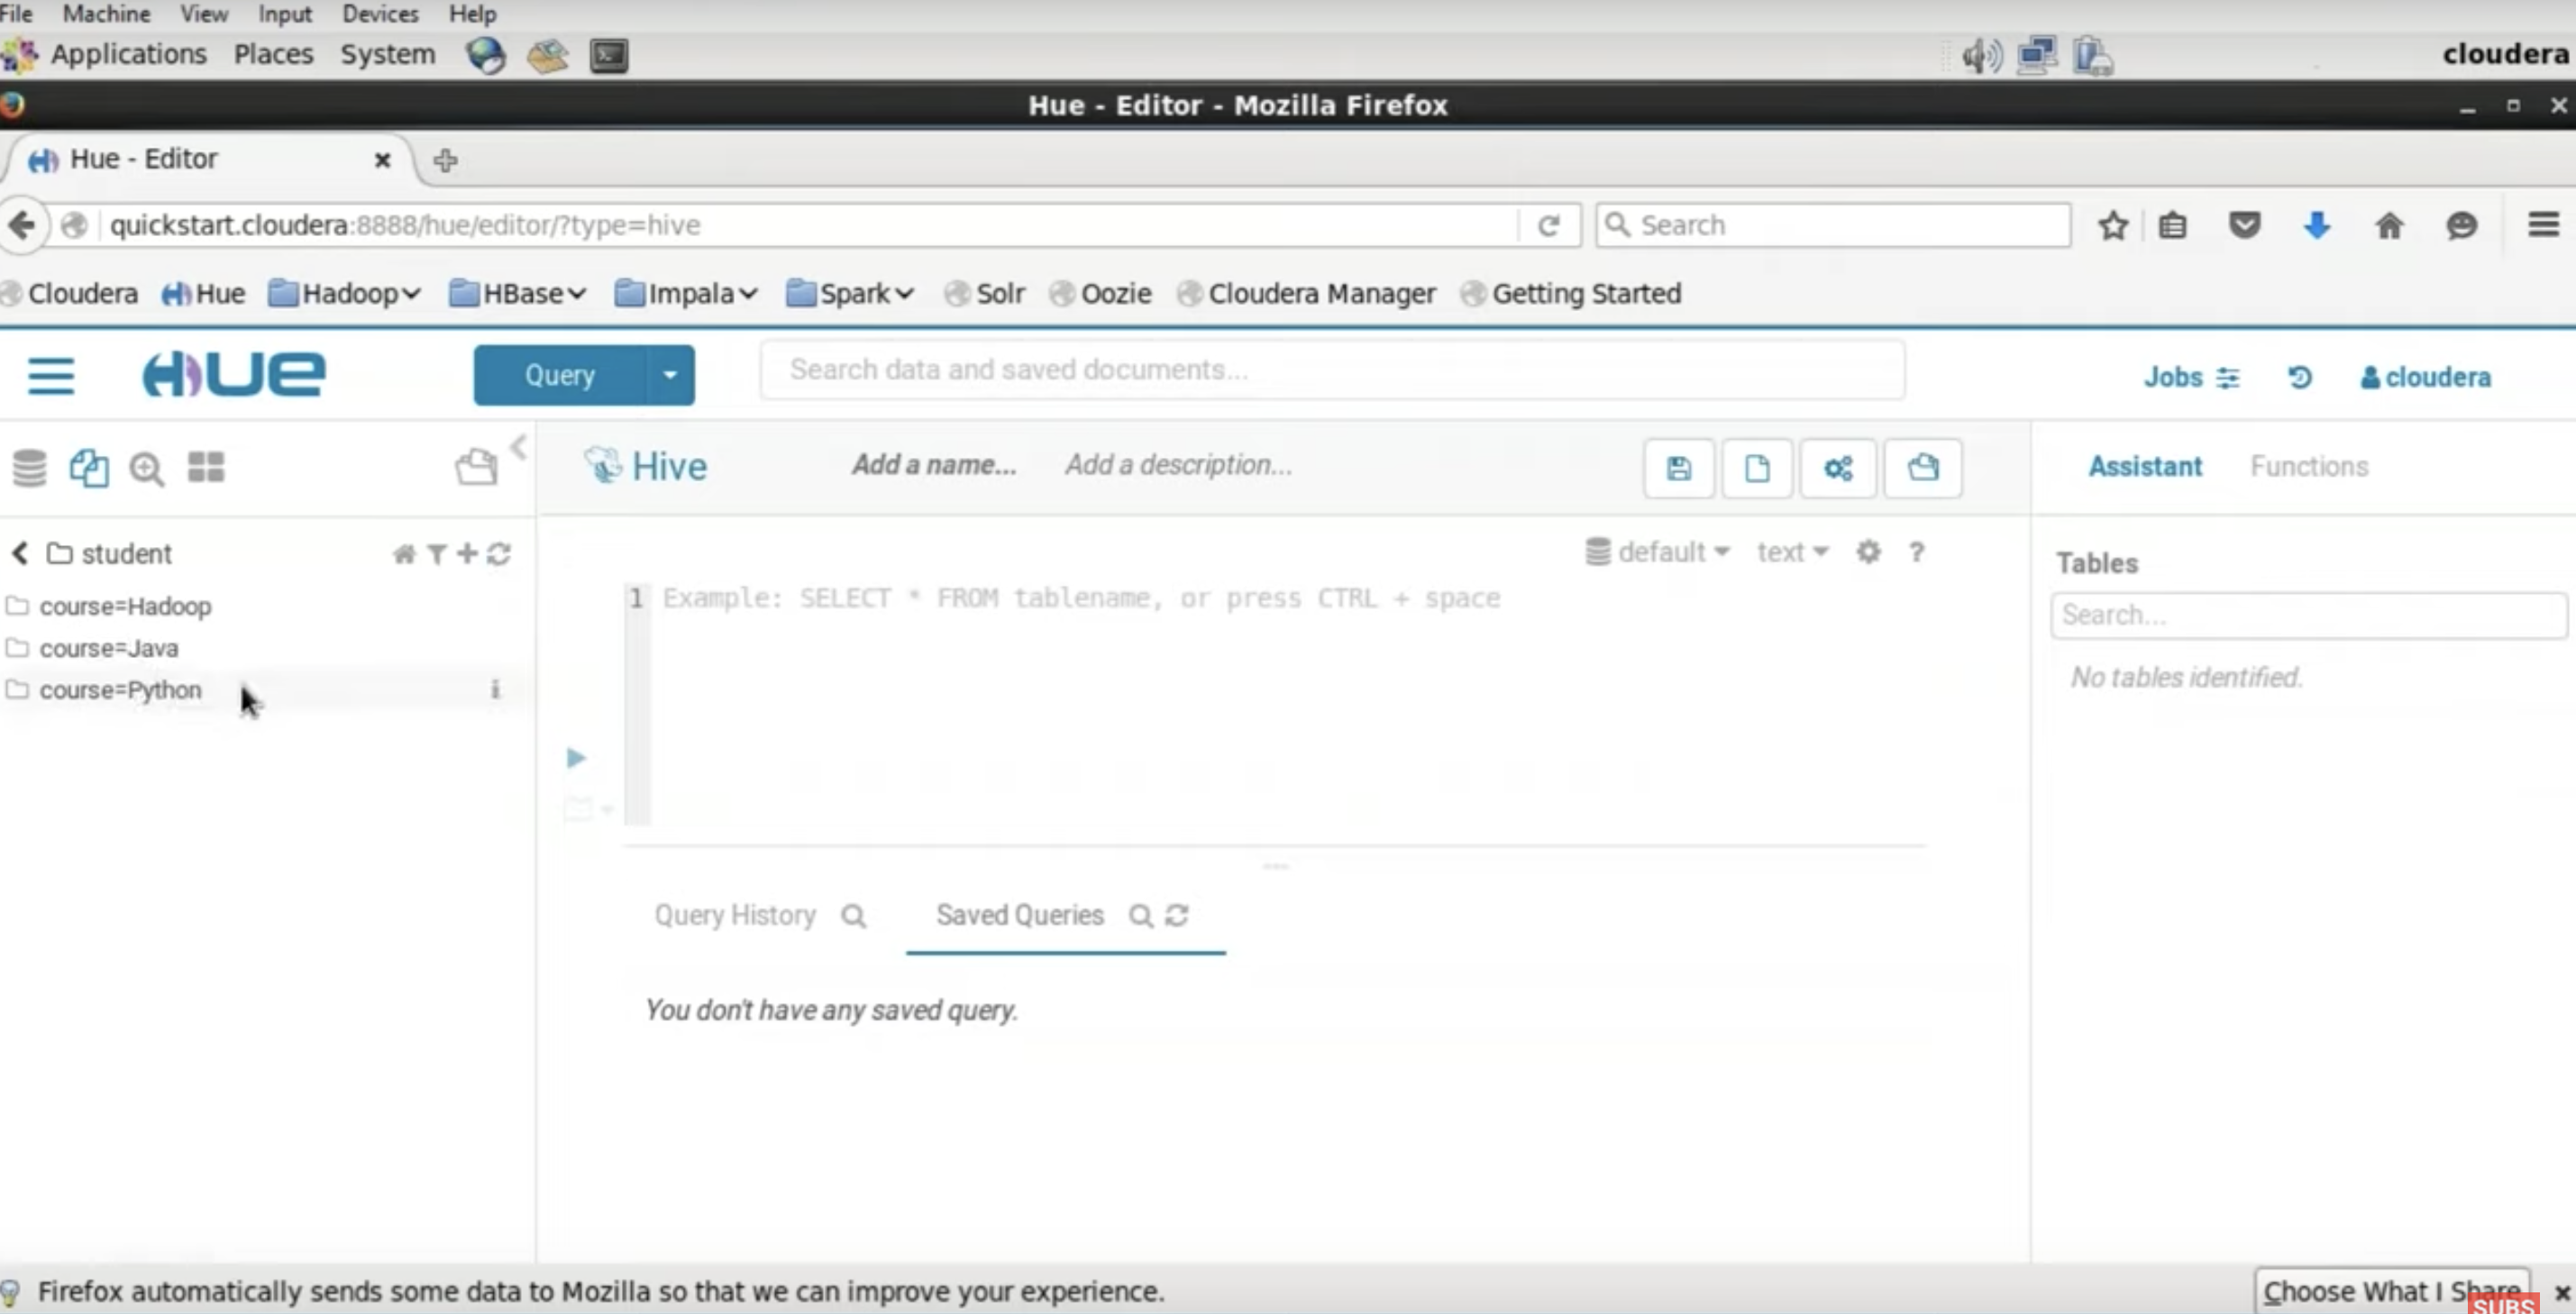 File Machine View Input Devices Help
Applications Places System cloudera
Hue - Editor - Mozilla Firefox
Hue - Editor
quickstart.cloudera:8888/hue/editor/?type=hive
Search
Cloudera Hue Hadoop HBase Impala Spark Solr Oozie Cloudera Manager Getting Started
HUE Query Search data and saved documents... Jobs cloudera
Hive Add a name... Add a description...
Assistant Functions
student
course=Hadoop
course=Java
course=Python
default text ?
1 Example: SELECT * FROM tablename, or press CTRL + space
Query History Saved Queries
You don't have any saved query.
Tables
Search...
No tables identified.
Firefox automatically sends some data to Mozilla so that we can improve your experience.
Choose What I Share
SUBS